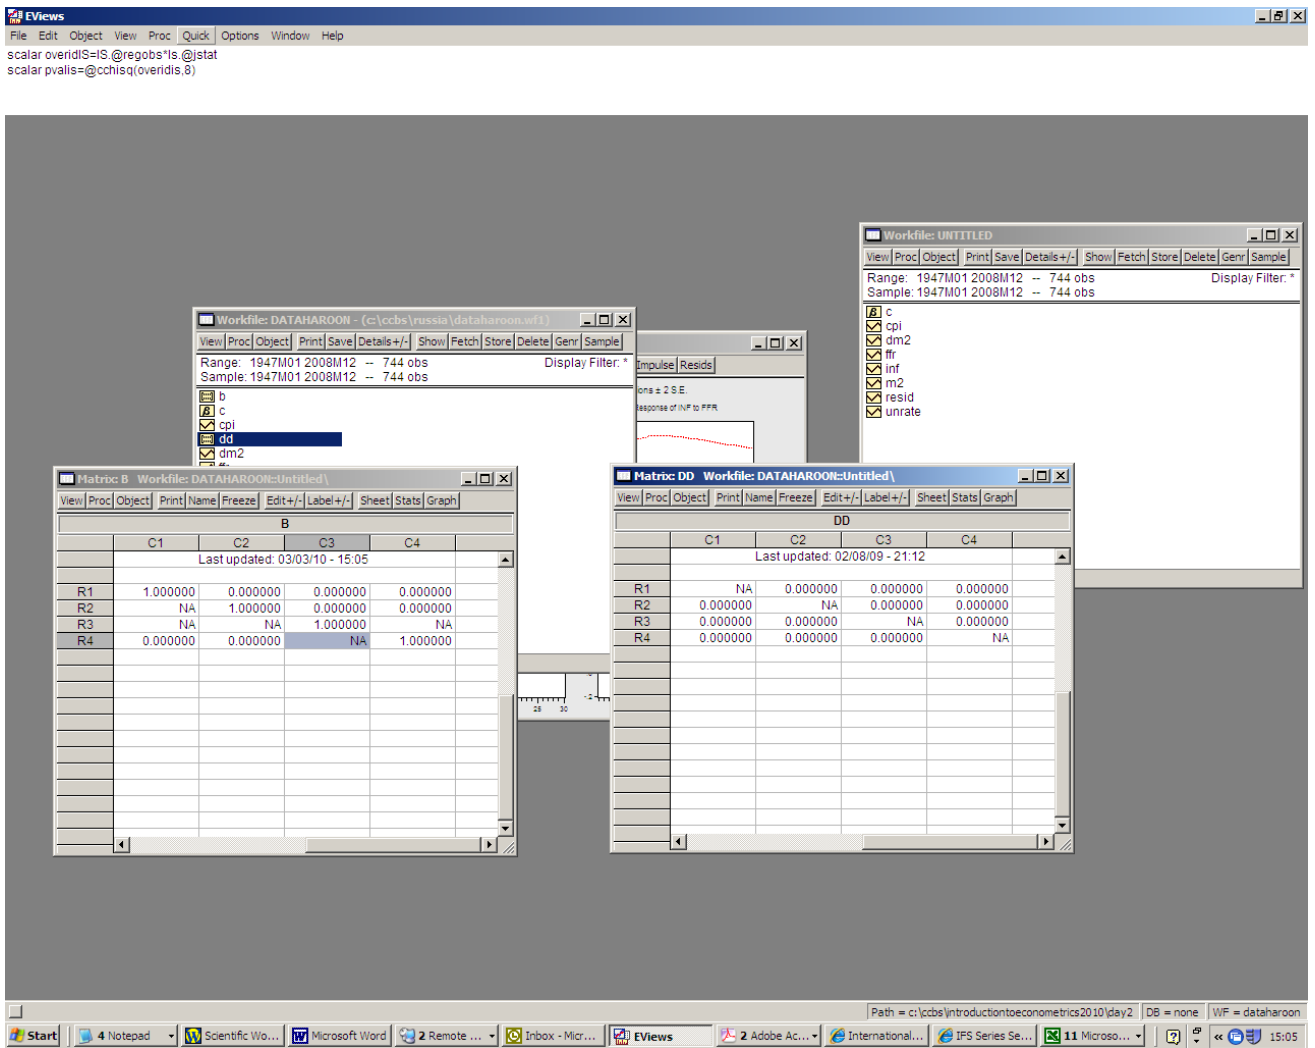 EViews
File Edit Object View Proc Quick Options Window Help
scalar overidIS=IS.@regobs*Is.@jstat
scalar pvalis=@cchisq(overidis,8)
Workfile: UNTITLED
View Proc Object Print Save Details+/- Show Fetch Store Delete Genr Sample
Range: 1947M01 2008M12 -- 744 obs Display Filter: *
Sample: 1947M01 2008M12 -- 744 obs
c
cpi
dm2
ffr
inf
m2
resid
unrate
Workfile: DATAHAROON - (c:\ccbs\russia\dataharoon.wf1)
View Proc Object Print Save Details+/- Show Fetch Store Delete Genr Sample
Range: 1947M01 2008M12 -- 744 obs Display Filter: *
Sample: 1947M01 2008M12 -- 744 obs
b
c
cpi
dd
dm2
Impulse Resids
ions ± 2 S.E.
Response of INF to FFR
Matrix: B Workfile: DATAHAROON::Untitled\
View Proc Object Print Name Freeze Edit+/- Label+/- Sheet Stats Graph
B
C1 C2 C3 C4
Last updated: 03/03/10 - 15:05
R1 1.000000 0.000000 0.000000 0.000000
R2 NA 1.000000 0.000000 0.000000
R3 NA NA 1.000000 NA
R4 0.000000 0.000000 NA 1.000000
Matrix: DD Workfile: DATAHAROON::Untitled\
View Proc Object Print Name Freeze Edit+/- Label+/- Sheet Stats Graph
DD
C1 C2 C3 C4
Last updated: 02/08/09 - 21:12
R1 NA 0.000000 0.000000 0.000000
R2 0.000000 NA 0.000000 0.000000
R3 0.000000 0.000000 NA 0.000000
R4 0.000000 0.000000 0.000000 NA
25 30
-.2
Path = c:\ccbs\introductiontoeconometrics2010\day2 DB = none WF = dataharoon
Start 4 Notepad Scientific Wo... Microsoft Word 2 Remote ... Inbox - Micr... EViews 2 Adobe Ac... International... IFS Series Se... 11 Microso... 15:05